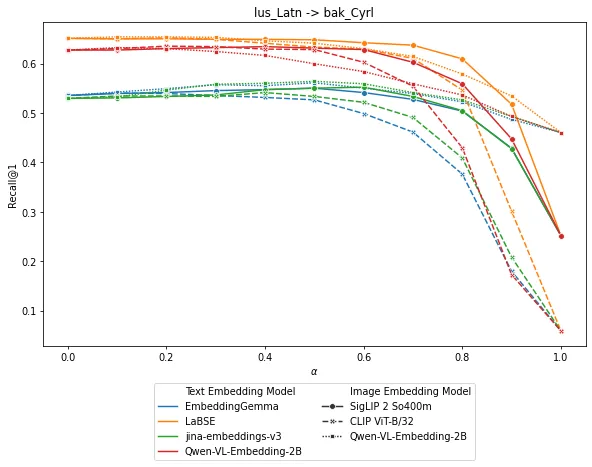 lus_Latn -> bak_Cyrl
Recall@1
0.6
0.5
0.4
0.3
0.2
0.1
0.0 0.2 0.4 0.6 0.8 1.0
α
Text Embedding Model
EmbeddingGemma
LaBSE
jina-embeddings-v3
Qwen-VL-Embedding-2B
Image Embedding Model
SigLIP 2 So400m
CLIP ViT-B/32
Qwen-VL-Embedding-2B